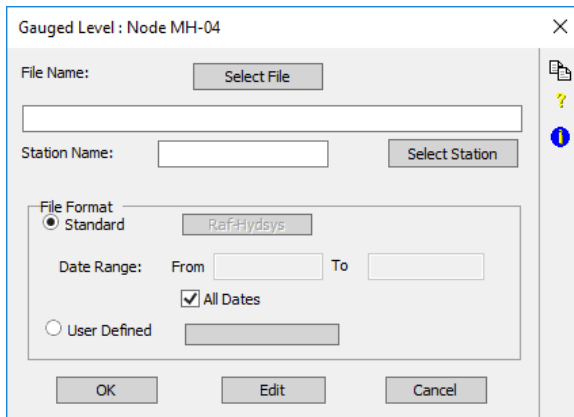 Gauged Level : Node MH-04
File Name:
Select File
Station Name:
Select Station
File Format
Standard
Raf-Hydsys
Date Range:
From
To
All Dates
User Defined
OK
Edit
Cancel